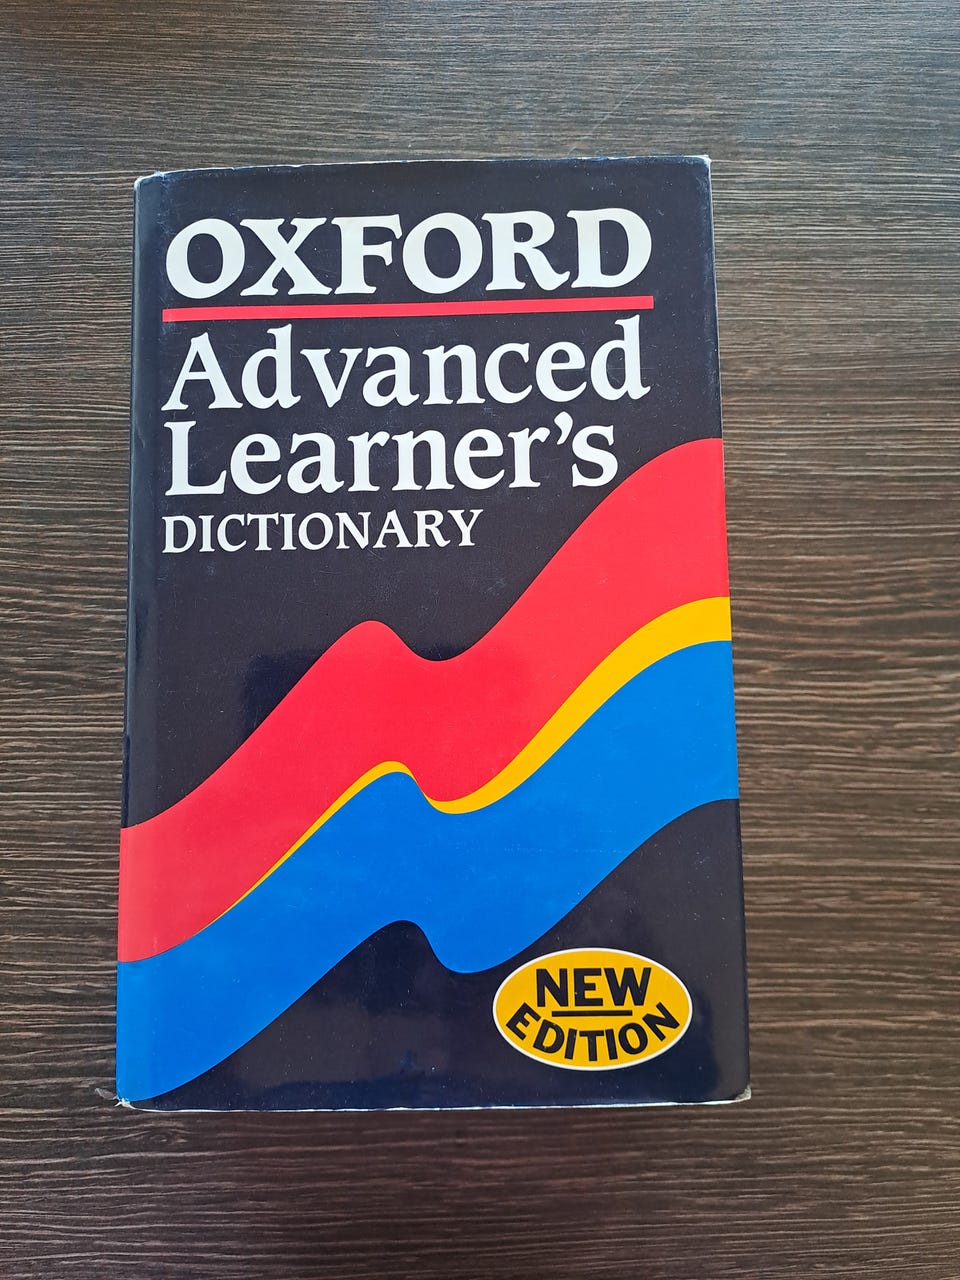 OXFORD
Advanced
Learner's
DICTIONARY
NEW
EDITION